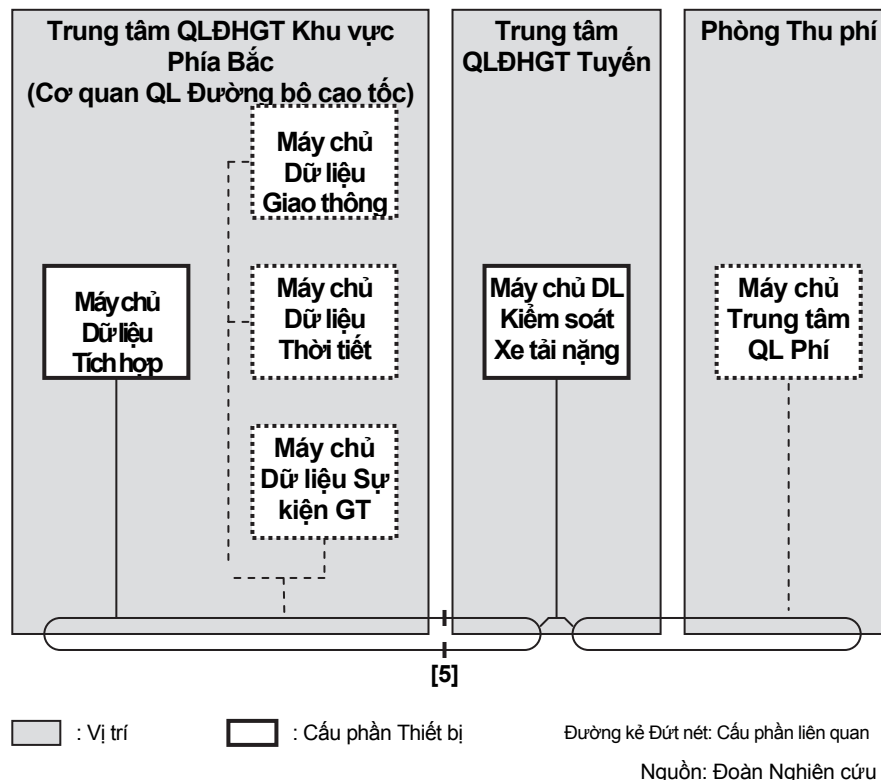 Trung tâm QLĐHGT Khu vực
Phía Bắc
(Cơ quan QL Đường bộ cao tốc)
Trung tâm
QLĐHGT Tuyến
Phòng Thu phí
Máy chủ
Dữ liệu
Giao thông
Máy chủ
Dữ liệu
Tích hợp
Máy chủ
Dữ liệu
Thời tiết
Máy chủ DL
Kiểm soát
Xe tải nặng
Máy chủ
Trung tâm
QL Phí
Máy chủ
Dữ liệu Sự
kiện GT
[5]
: Vị trí
: Cấu phần Thiết bị
Đường kẻ Đứt nét: Cấu phần liên quan
Nguồn: Đoàn Nghiên cứu